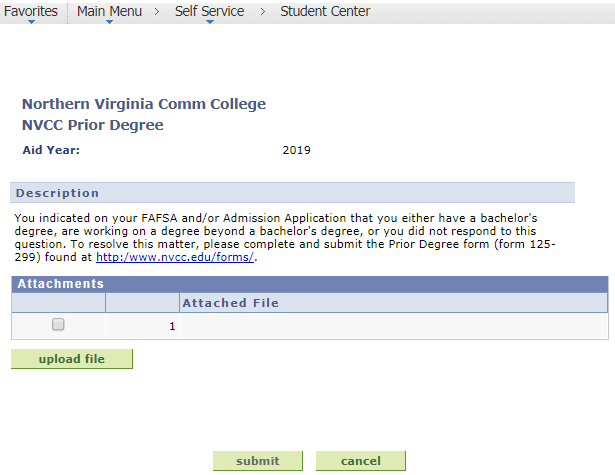 Favorites Main Menu > Self Service > Student Center
Northern Virginia Comm College
NVCC Prior Degree
Aid Year: 2019
Description
You indicated on your FAFSA and/or Admission Application that you either have a bachelor's
degree, are working on a degree beyond a bachelor's degree, or you did not respond to this
question. To resolve this matter, please complete and submit the Prior Degree form (form 125-
299) found at http:/www.nvcc.edu/forms/.
Attachments
Attached File
1
upload file
submit cancel